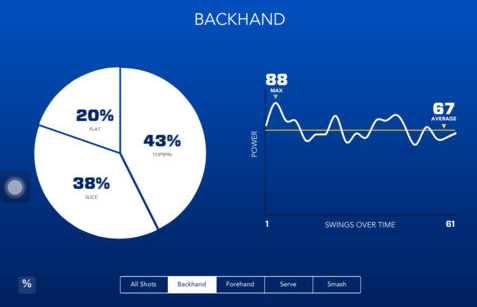 BACKHAND
88
MAX
20%
FLAT
43%
TOPSPIN
38%
SLICE
67
AVERAGE
POWER
1
SWINGS OVER TIME
61
%
All Shots
Backhand
Forehand
Serve
Smash